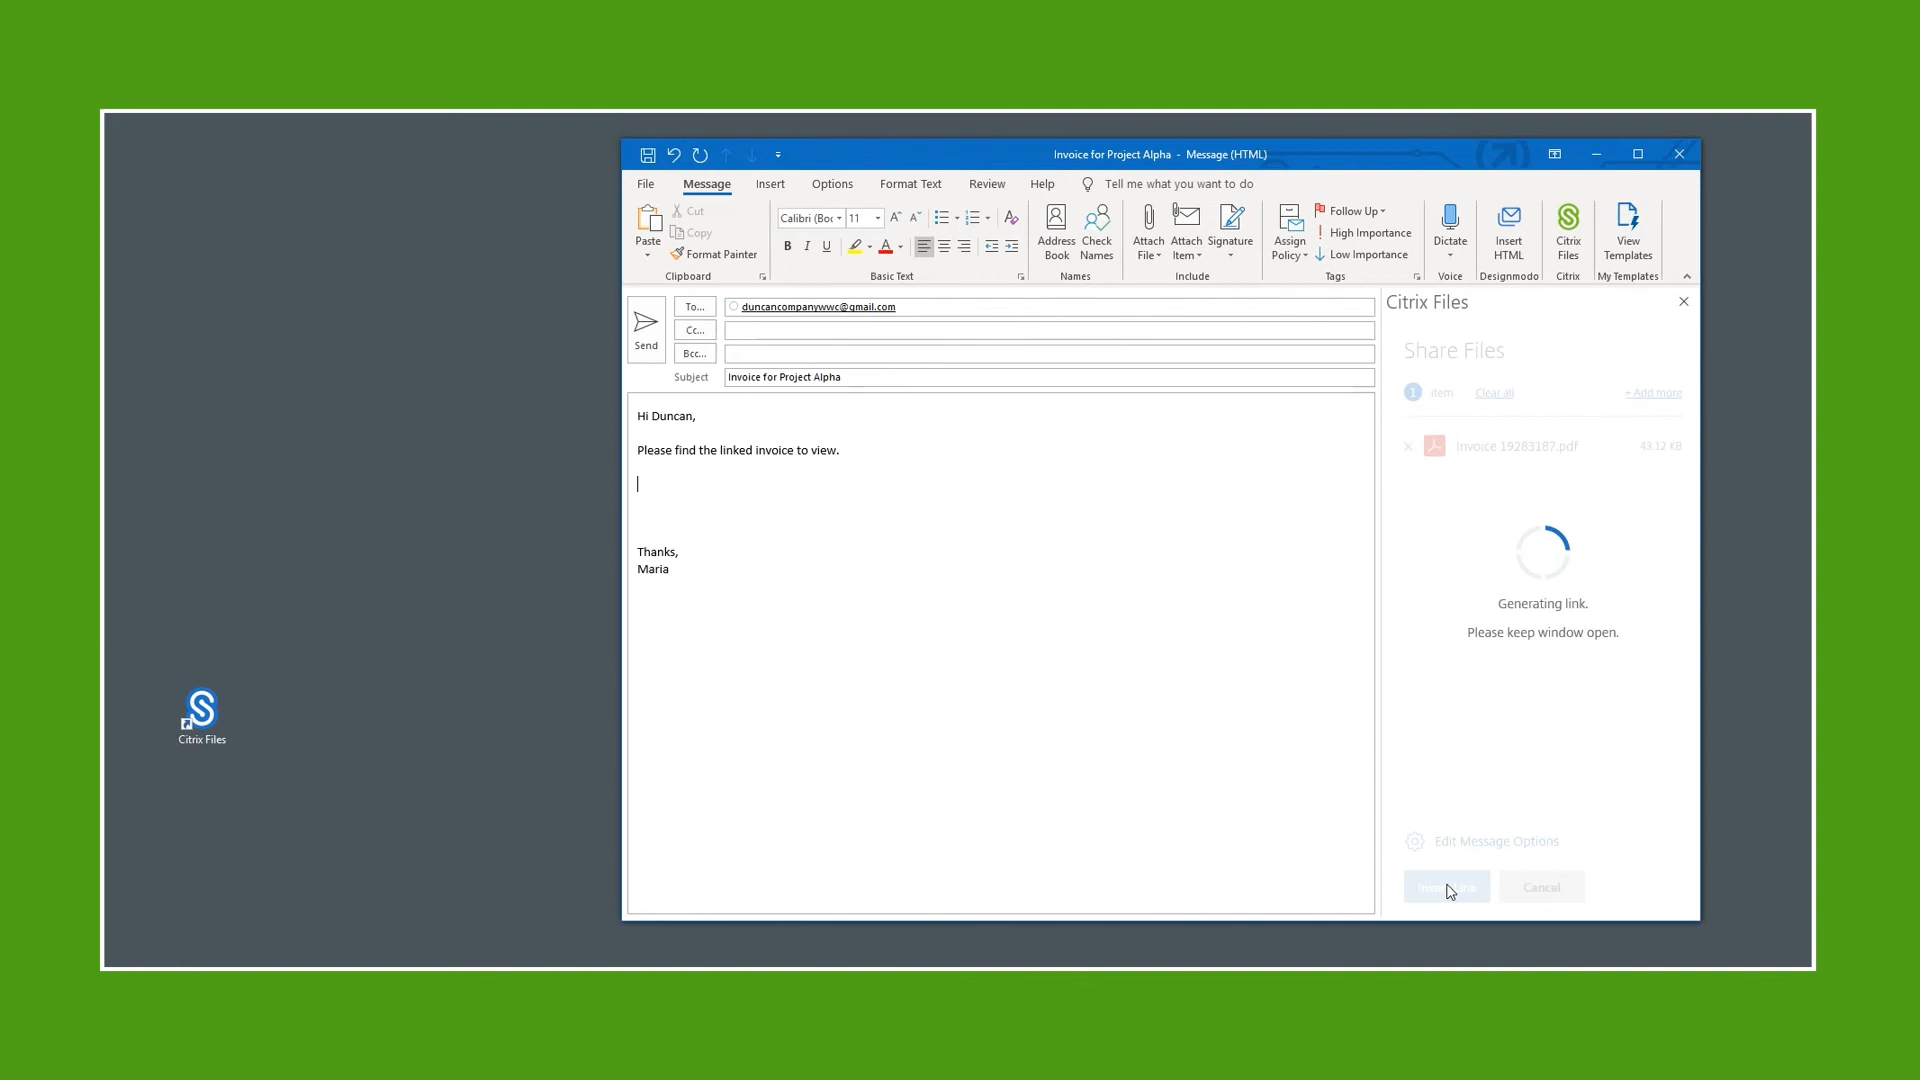 Invoice for Project Alpha - Message (HTML)
File Message Insert Options Format Text Review Help Tell me what you want to do
Paste
Cut
Copy
Format Painter
Clipboard
Calibri (Boc 11
B I U A
Basic Text
Address Book
Check Names
Names
Attach File
Attach Item
Signature
Include
Assign Policy
Follow Up
High Importance
Low Importance
Tags
Dictate
Voice
Insert HTML
Designmodo
Citrix Files
Citrix
View Templates
My Templates
Send
To...
duncancompanywwc@gmail.com
Cc...
Bcc...
Subject
Invoice for Project Alpha
Hi Duncan,
Please find the linked invoice to view.
Thanks,
Maria
Citrix Files
Share Files
1 item Clear all + Add more
Invoice 19283187.pdf 43.12 KB
Generating link.
Please keep window open.
Edit Message Options
Cancel
Citrix Files